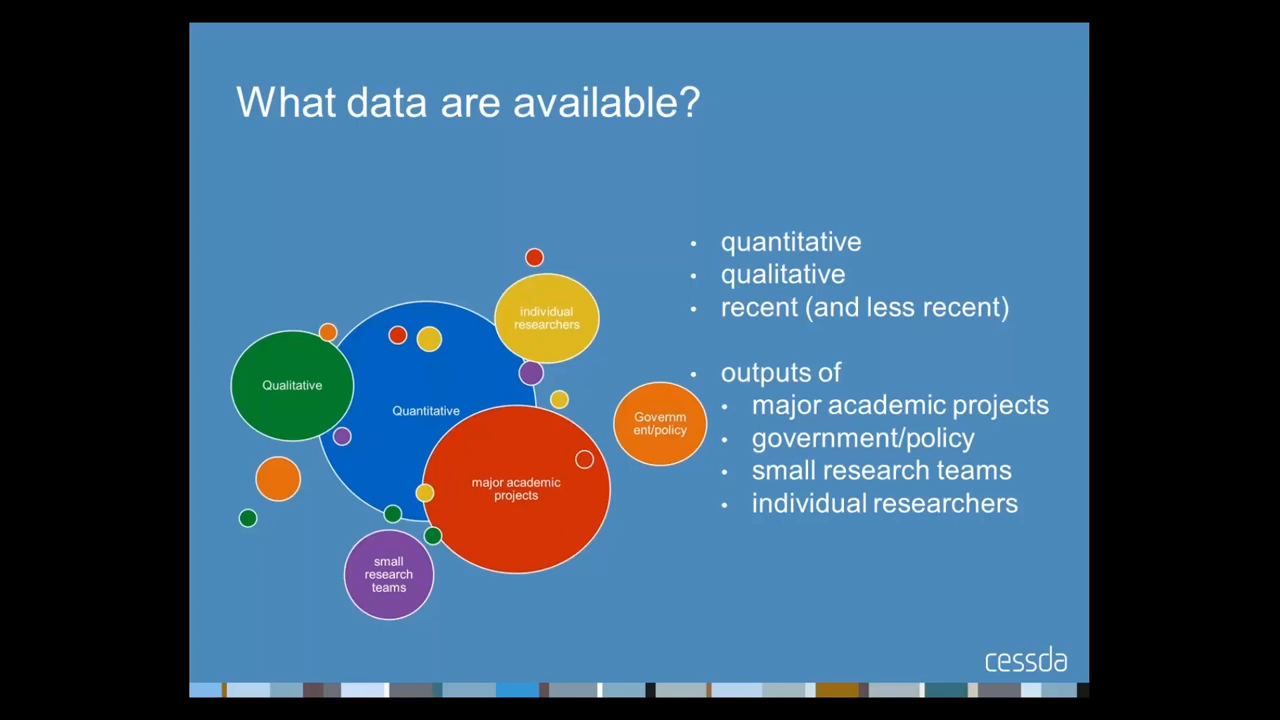 What data are available?
individual
researchers
Qualitative
Quantitative
Governm
ent/policy
major academic
projects
small
research
teams
• quantitative
• qualitative
• recent (and less recent)
• outputs of
• major academic projects
• government/policy
• small research teams
• individual researchers
cessda